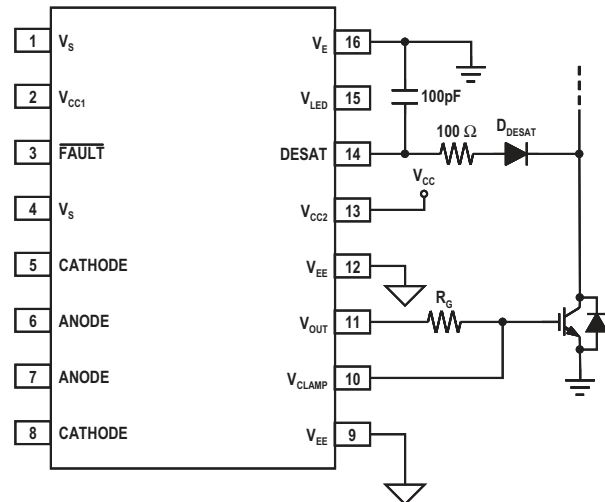 1 V_S
2 V_CC1
3 FAULT
4 V_S
5 CATHODE
6 ANODE
7 ANODE
8 CATHODE
V_E 16
V_LED 15
DESAT 14
V_CC2 13
V_EE 12
V_OUT 11
V_CLAMP 10
V_EE 9
100pF
100 Ω
D_DESAT
V_CC
R_G